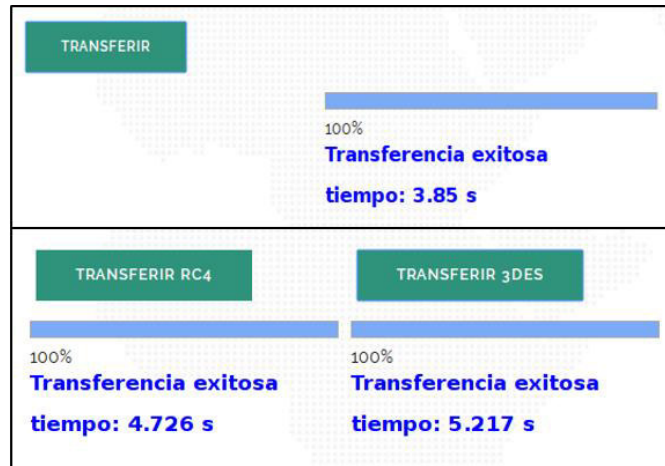 TRANSFERIR
100%
Transferencia exitosa
tiempo: 3.85 s
TRANSFERIR RC4
100%
Transferencia exitosa
tiempo: 4.726 s
TRANSFERIR 3DES
100%
Transferencia exitosa
tiempo: 5.217 s